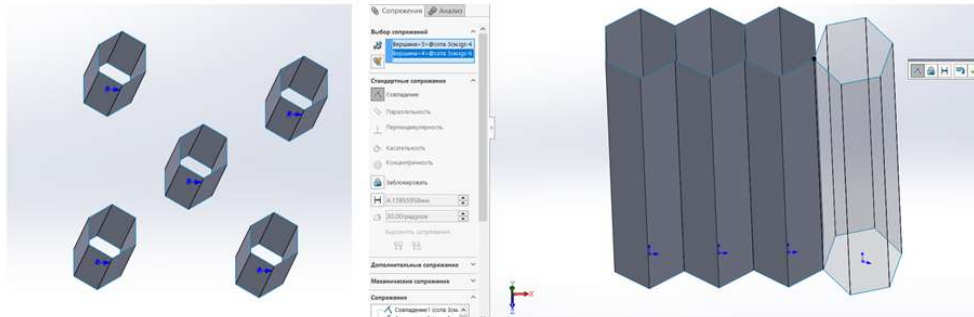 Сопряжения Анализ
Выбор сопряжений
Вершина<3>@сота 3см.igs-4
Вершина<4>@сота 3см.igs-6
Стандартные сопряжения
Совпадение
Параллельность
Перпендикулярность
Касательность
Концентричность
Заблокировать
30.00градусов
Выровнять сопряжения
Дополнительные сопряжения
Механические сопряжения
Сопряжения
Совпадение1 (сота 3см.